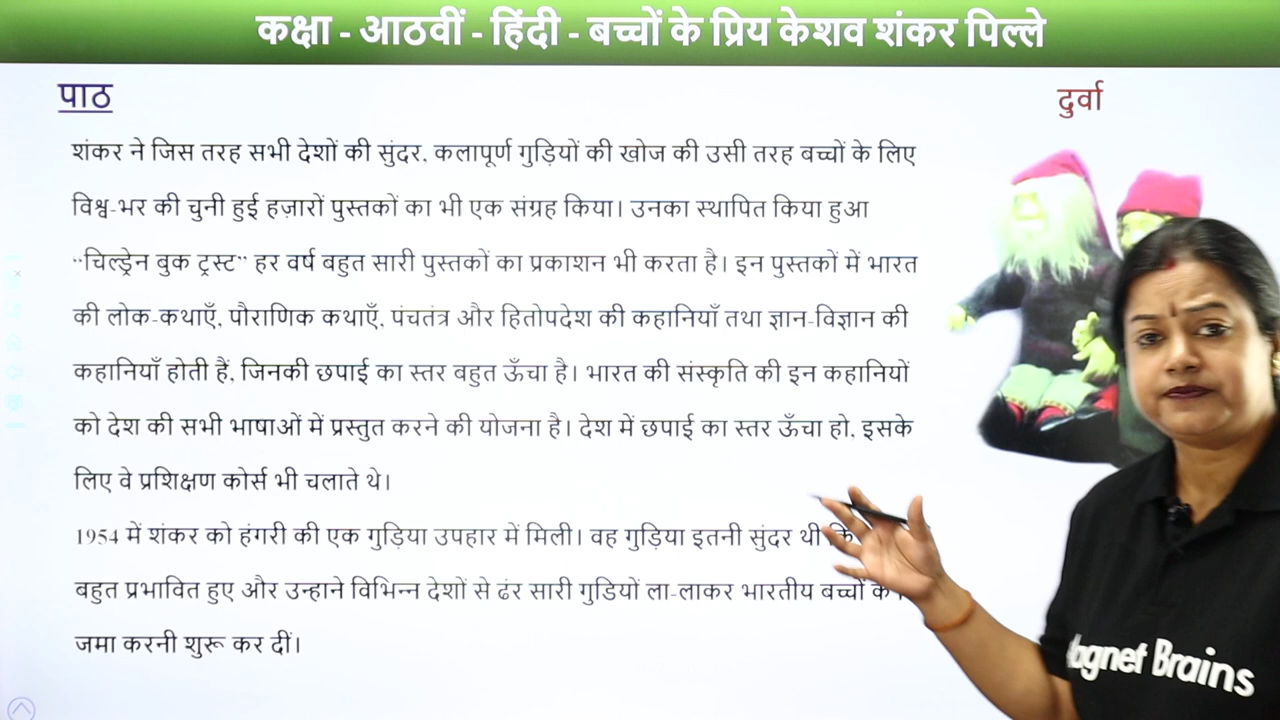 कक्षा - आठवीं - हिंदी - बच्चों के प्रिय केशव शंकर पिल्ले
पाठ
दुर्वा
शंकर ने जिस तरह सभी देशों की सुंदर, कलापूर्ण गुड़ियों की खोज की उसी तरह बच्चों के लिए
विश्व-भर की चुनी हुई हज़ारों पुस्तकों का भी एक संग्रह किया। उनका स्थापित किया हुआ
“चिल्ड्रेन बुक ट्रस्ट” हर वर्ष बहुत सारी पुस्तकों का प्रकाशन भी करता है। इन पुस्तकों में भारत
की लोक-कथाएँ, पौराणिक कथाएँ, पंचतंत्र और हितोपदेश की कहानियाँ तथा ज्ञान-विज्ञान की
कहानियाँ होती हैं, जिनकी छपाई का स्तर बहुत ऊँचा है। भारत की संस्कृति की इन कहानियों
को देश की सभी भाषाओं में प्रस्तुत करने की योजना है। देश में छपाई का स्तर ऊँचा हो, इसके
लिए वे प्रशिक्षण कोर्स भी चलाते थे।
1954 में शंकर को हंगरी की एक गुड़िया उपहार में मिली। वह गुड़िया इतनी सुंदर थी
बहुत प्रभावित हुए और उन्हाने विभिन्न देशों से ढंर सारी गुडियों ला-लाकर भारतीय बच्चों
जमा करनी शुरू कर दीं।
Magnet Brains